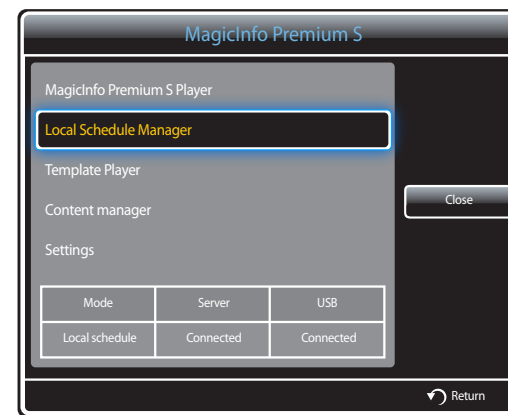 MagicInfo Premium S
MagicInfo Premium S Player
Local Schedule Manager
Template Player
Content manager
Settings
Close
Mode Server USB
Local schedule Connected Connected
Return